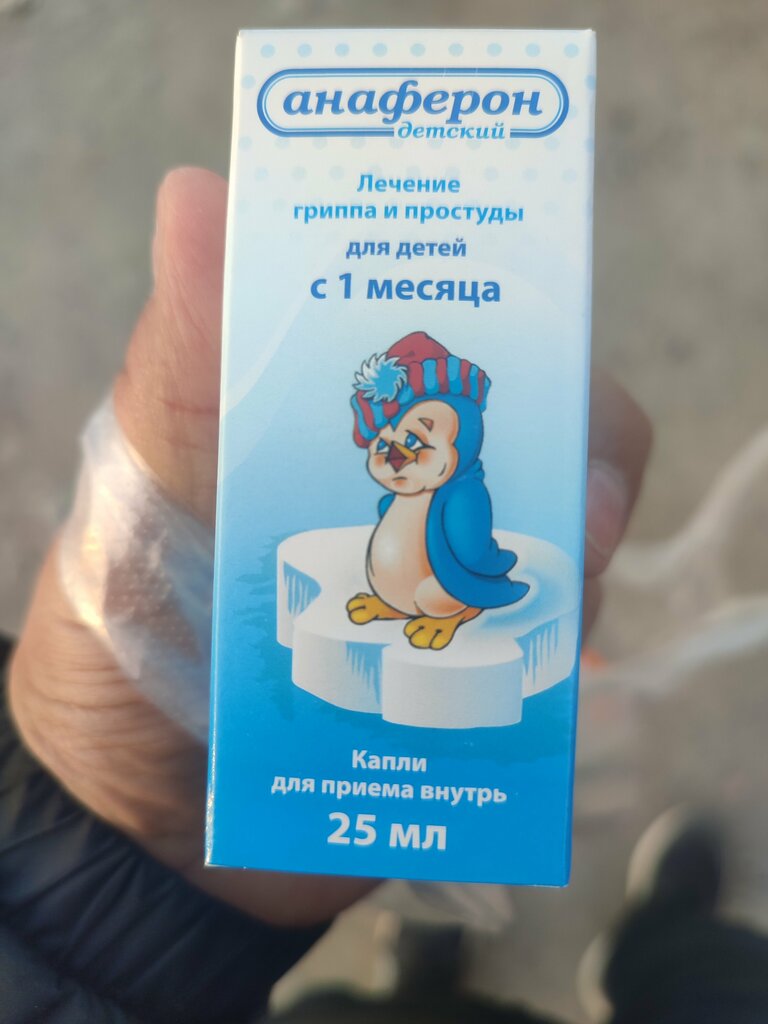 анаферон
детский
Лечение
гриппа и простуды
для детей
с 1 месяца
Капли
для приема внутрь
25 мл